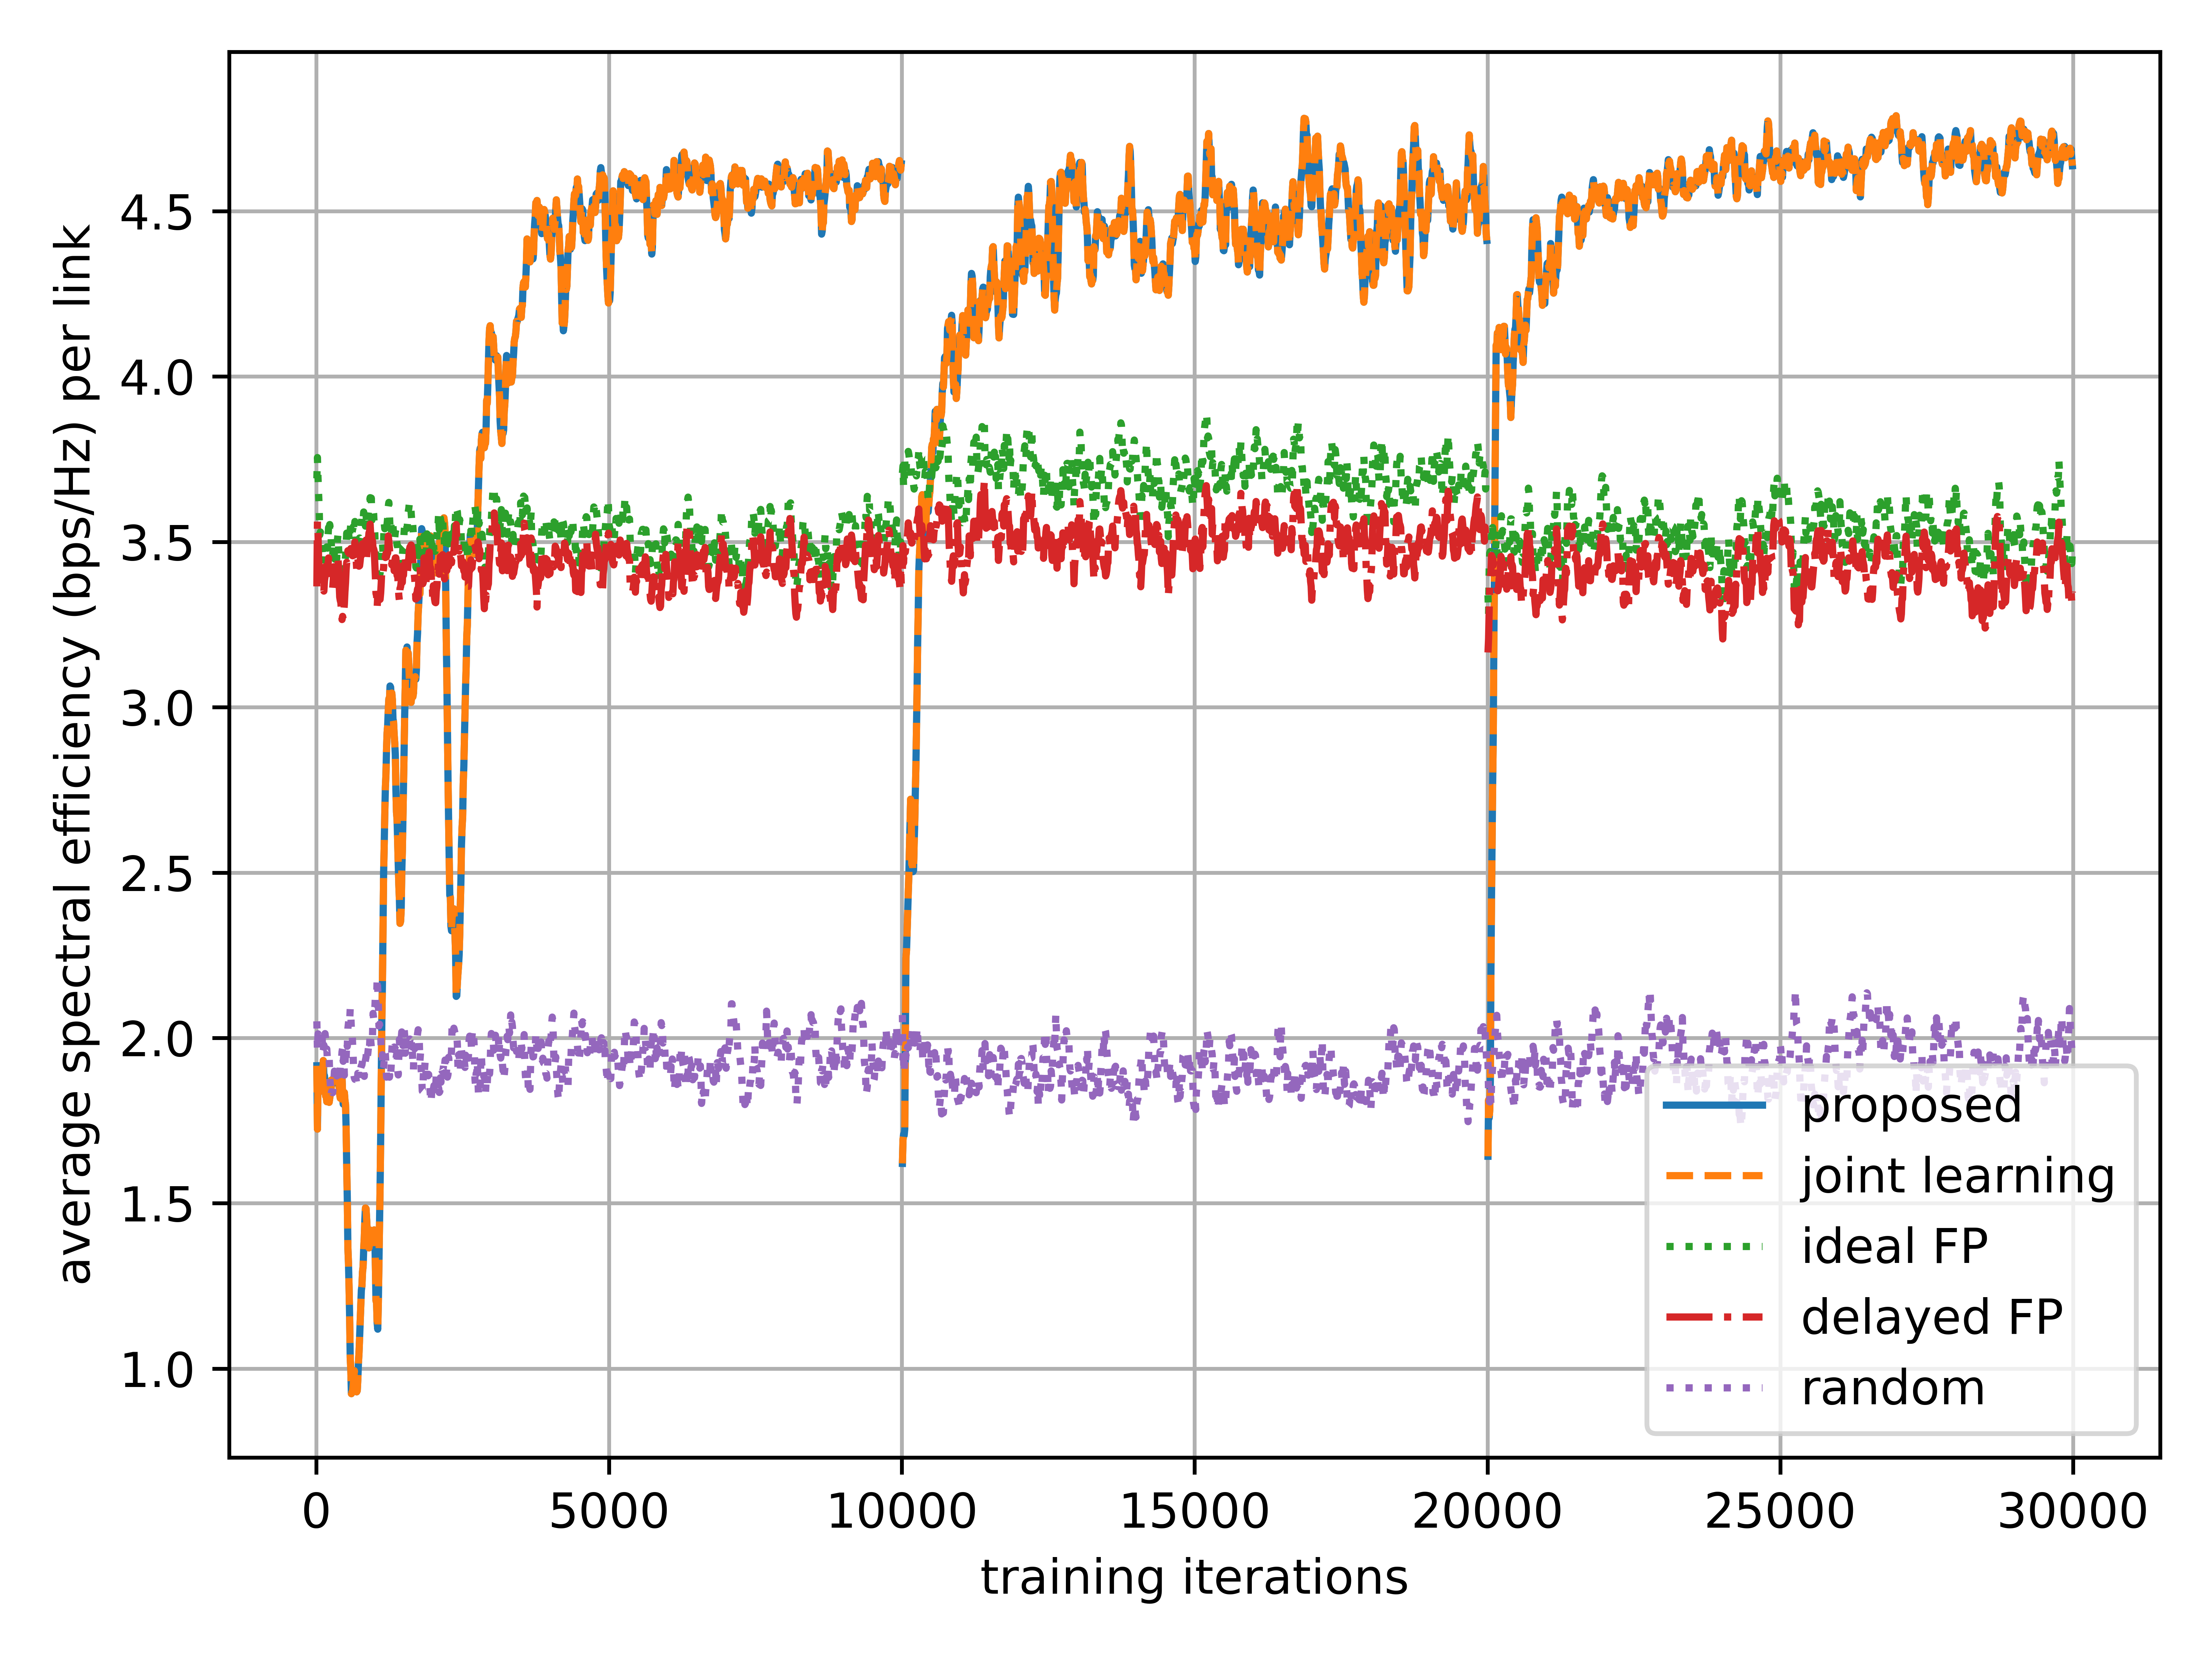 average spectral efficiency (bps/Hz) per link
4.5
4.0
3.5
3.0
2.5
2.0
1.5
1.0
proposed
joint learning
ideal FP
delayed FP
random
0 5000 10000 15000 20000 25000 30000
training iterations